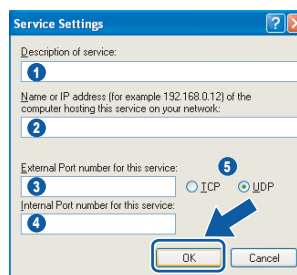 Service Settings
Description of service:
1
Name or IP address (for example 192.168.0.12) of the
computer hosting this service on your network:
2
External Port number for this service:
5
3
TCP
UDP
Internal Port number for this service:
4
OK
Cancel